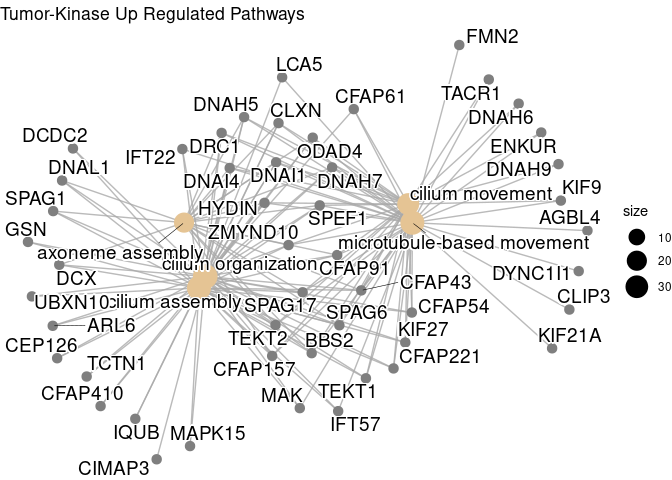 Tumor-Kinase Up Regulated Pathways
FMN2
LCA5
TACR1
CFAP61
DNAH5
CLXN
DNAH6
DCDC2
DRC1
ODAD4
ENKUR
IFT22
DNAL1
DNAI4
DNAI1
DNAH7
DNAH9
cilium movement
KIF9
SPAG1
HYDIN
SPEF1
AGBL4
size
GSN
ZMYND10
microtubule-based movement
10
axoneme assembly
cilium organization
CFAP91
20
DCX
CFAP43
DYNC1I1
30
UBXN10
cilium assembly
SPAG17
CFAP54
CLIP3
ARL6
SPAG6
KIF27
CEP126
TEKT2
BBS2
KIF21A
TCTN1
CFAP157
CFAP221
CFAP410
MAK
TEKT1
IQUB
MAPK15
IFT57
CIMAP3